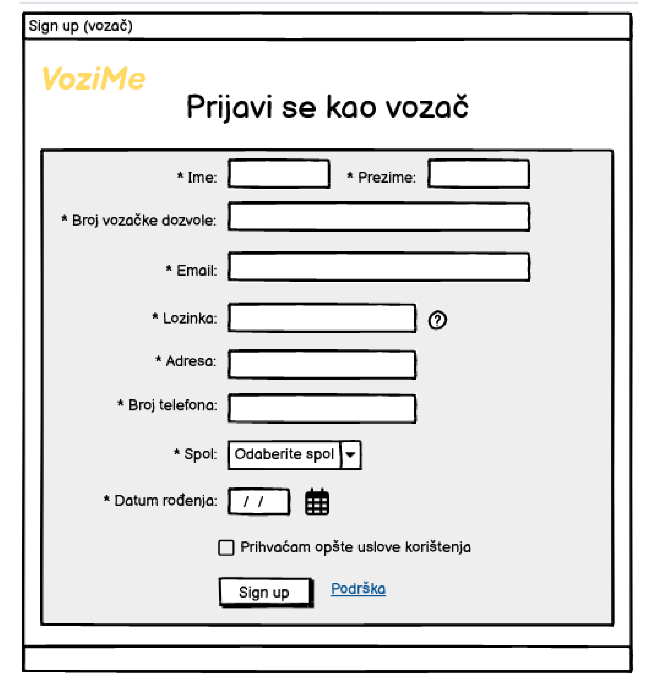 Sign up (vozač)
VoziMe
Prijavi se kao vozač
* Ime:
* Prezime:
* Broj vozačke dozvole:
* Email:
* Lozinka:
?
* Adresa:
* Broj telefona:
* Spol: Odaberite spol
* Datum rođenja: / /
Prihvaćam opšte uslove korištenja
Sign up
Podrška